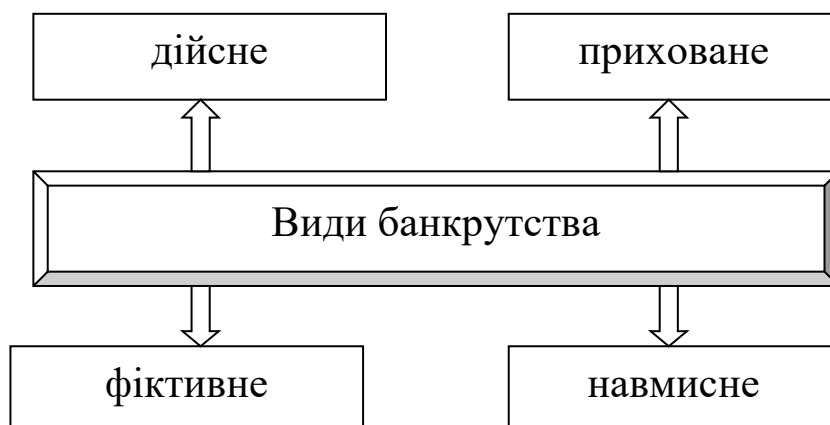 дійсне
приховане
Види банкрутства
фіктивне
навмисне